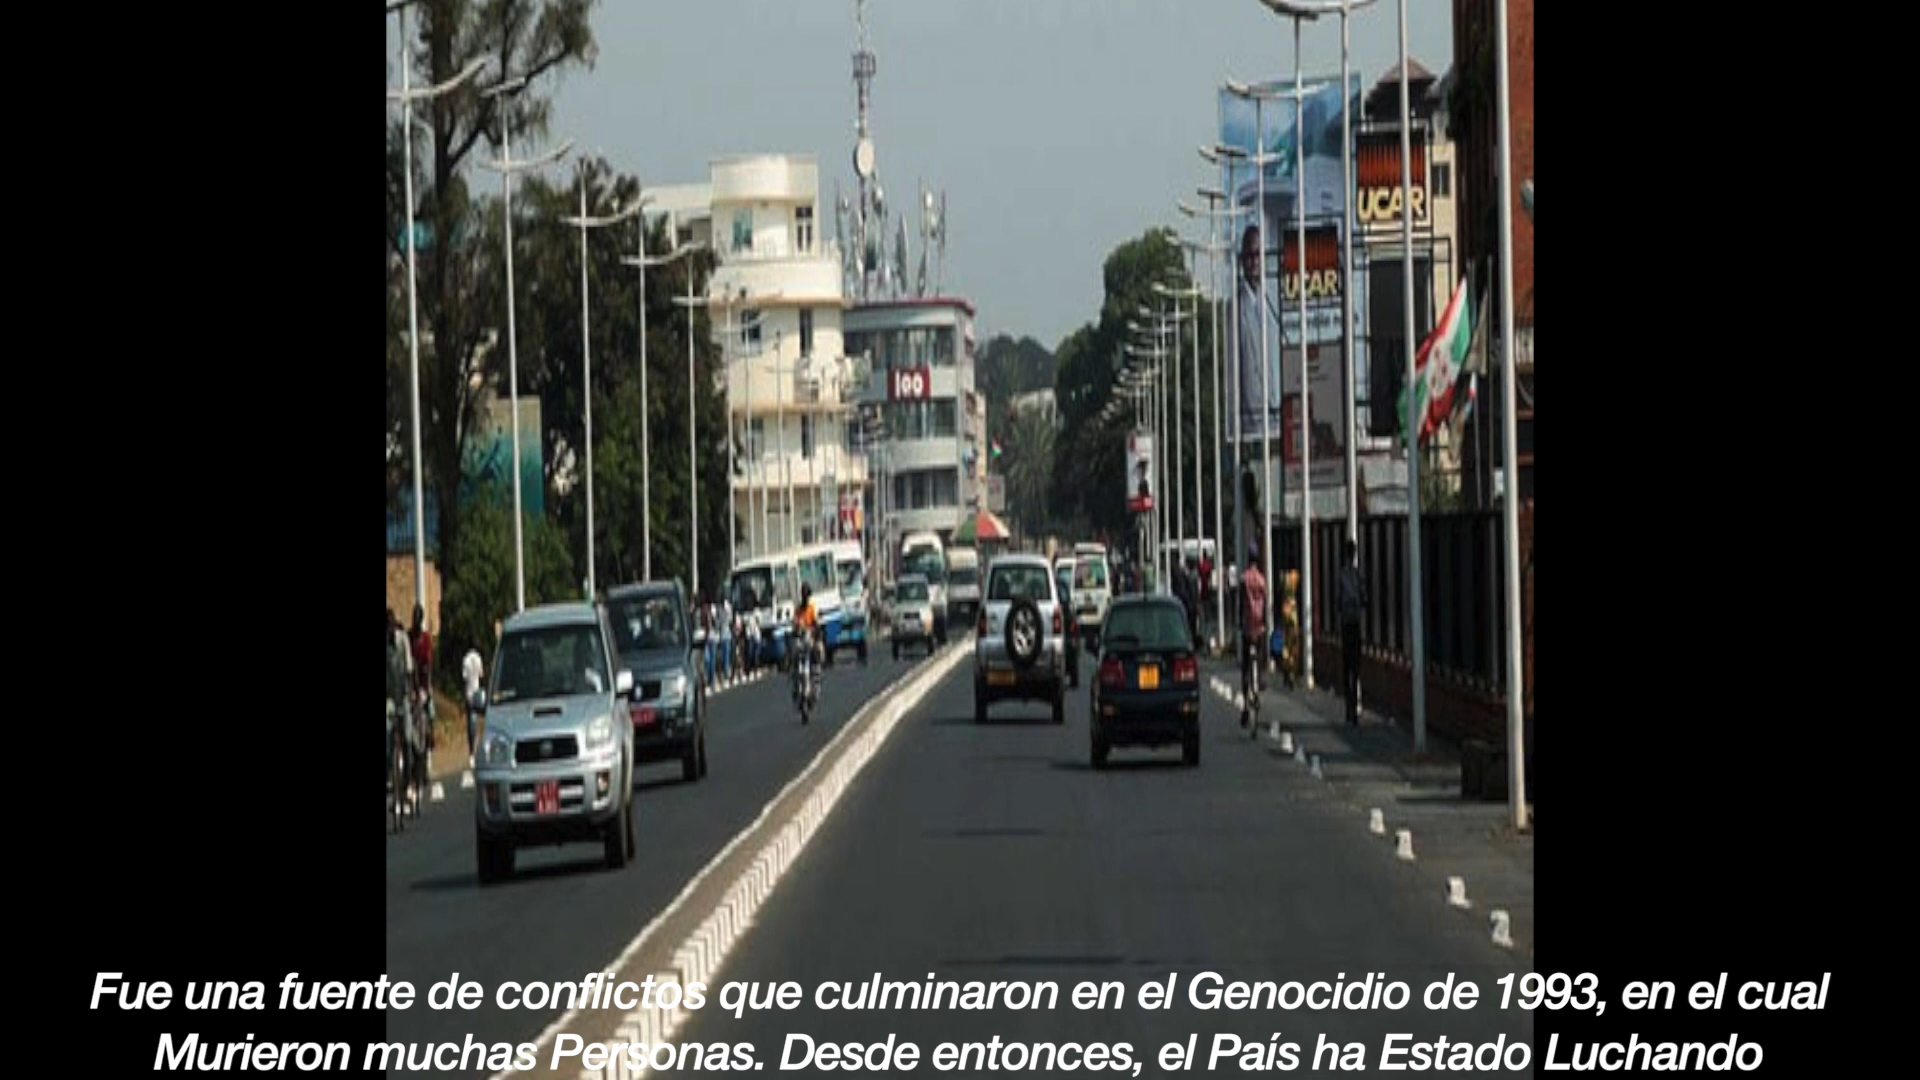 UCAR
UCAR
100
Fue una fuente de conflictos que culminaron en el Genocidio de 1993, en el cual
Murieron muchas Personas. Desde entonces, el País ha Estado Luchando